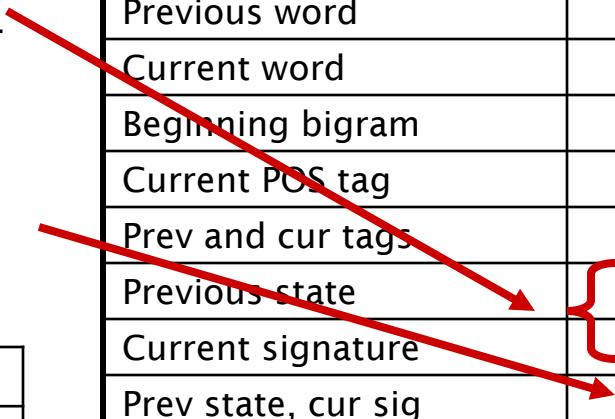 Previous word
Current word
Beginning bigram
Current POS tag
Prev and cur tags
Previous state
Current signature
Prev state, cur sig